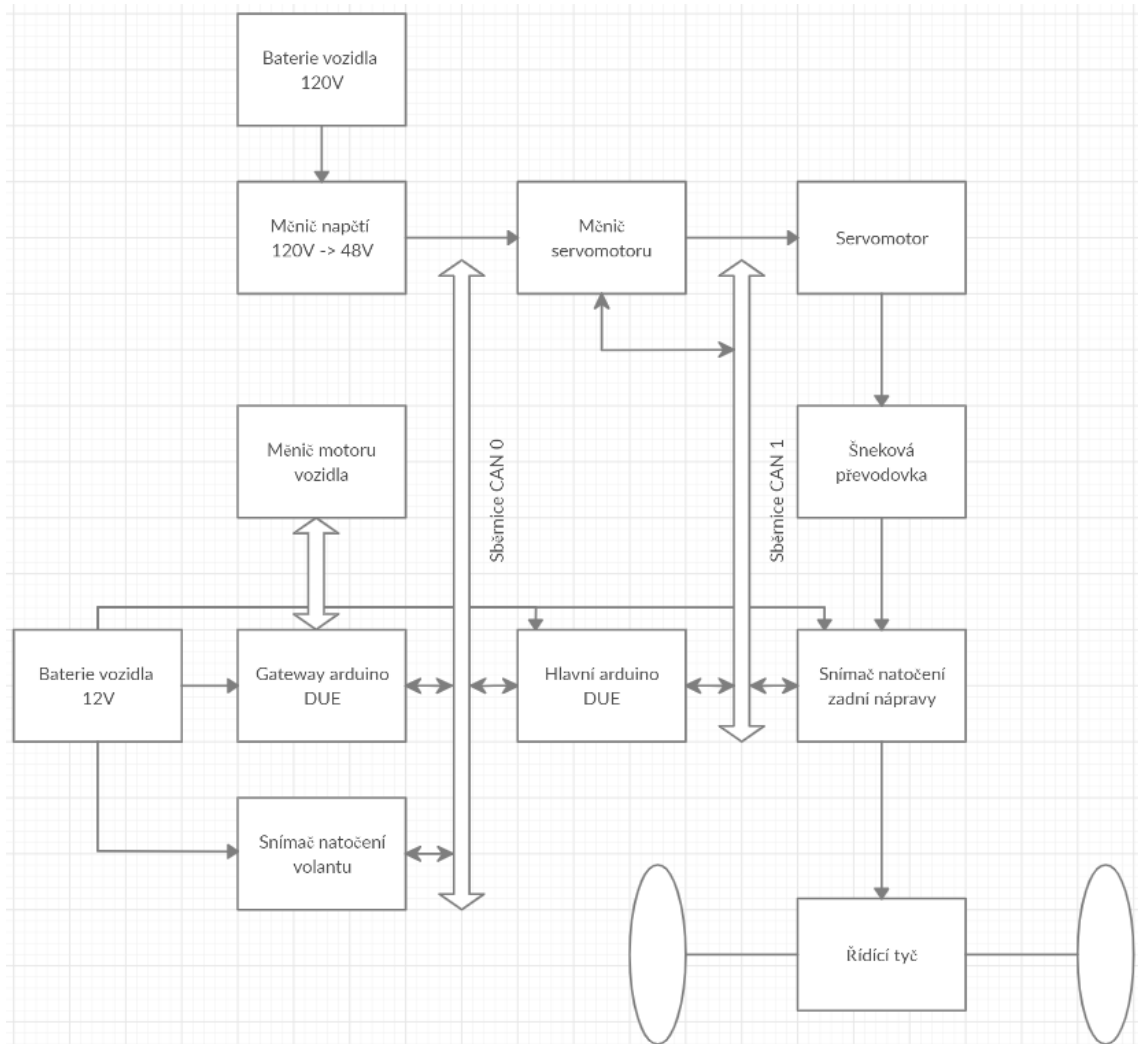 Baterie vozidla
120V
Měnič napětí
120V -> 48V
Měnič
servomotoru
Servomotor
Měnič motoru
vozidla
Sběrnice CAN 0
Sběrnice CAN 1
Šneková
převodovka
Baterie vozidla
12V
Gateway arduino
DUE
Hlavní arduino
DUE
Snímač natočení
zadní nápravy
Snímač natočení
volantu
Řídící tyč